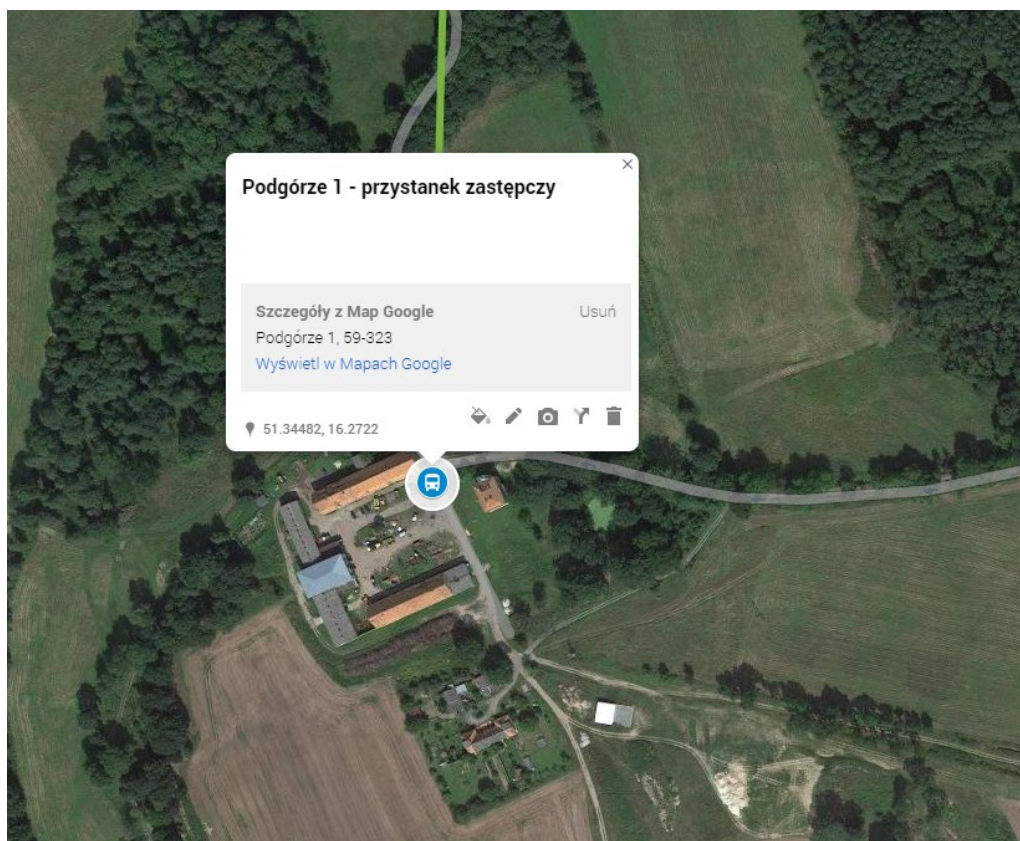 Podgórze 1 - przystanek zastępczy
Szczegóły z Map Google
Usuń
Podgórze 1, 59-323
Wyświetl w Mapach Google
51.34482, 16.2722